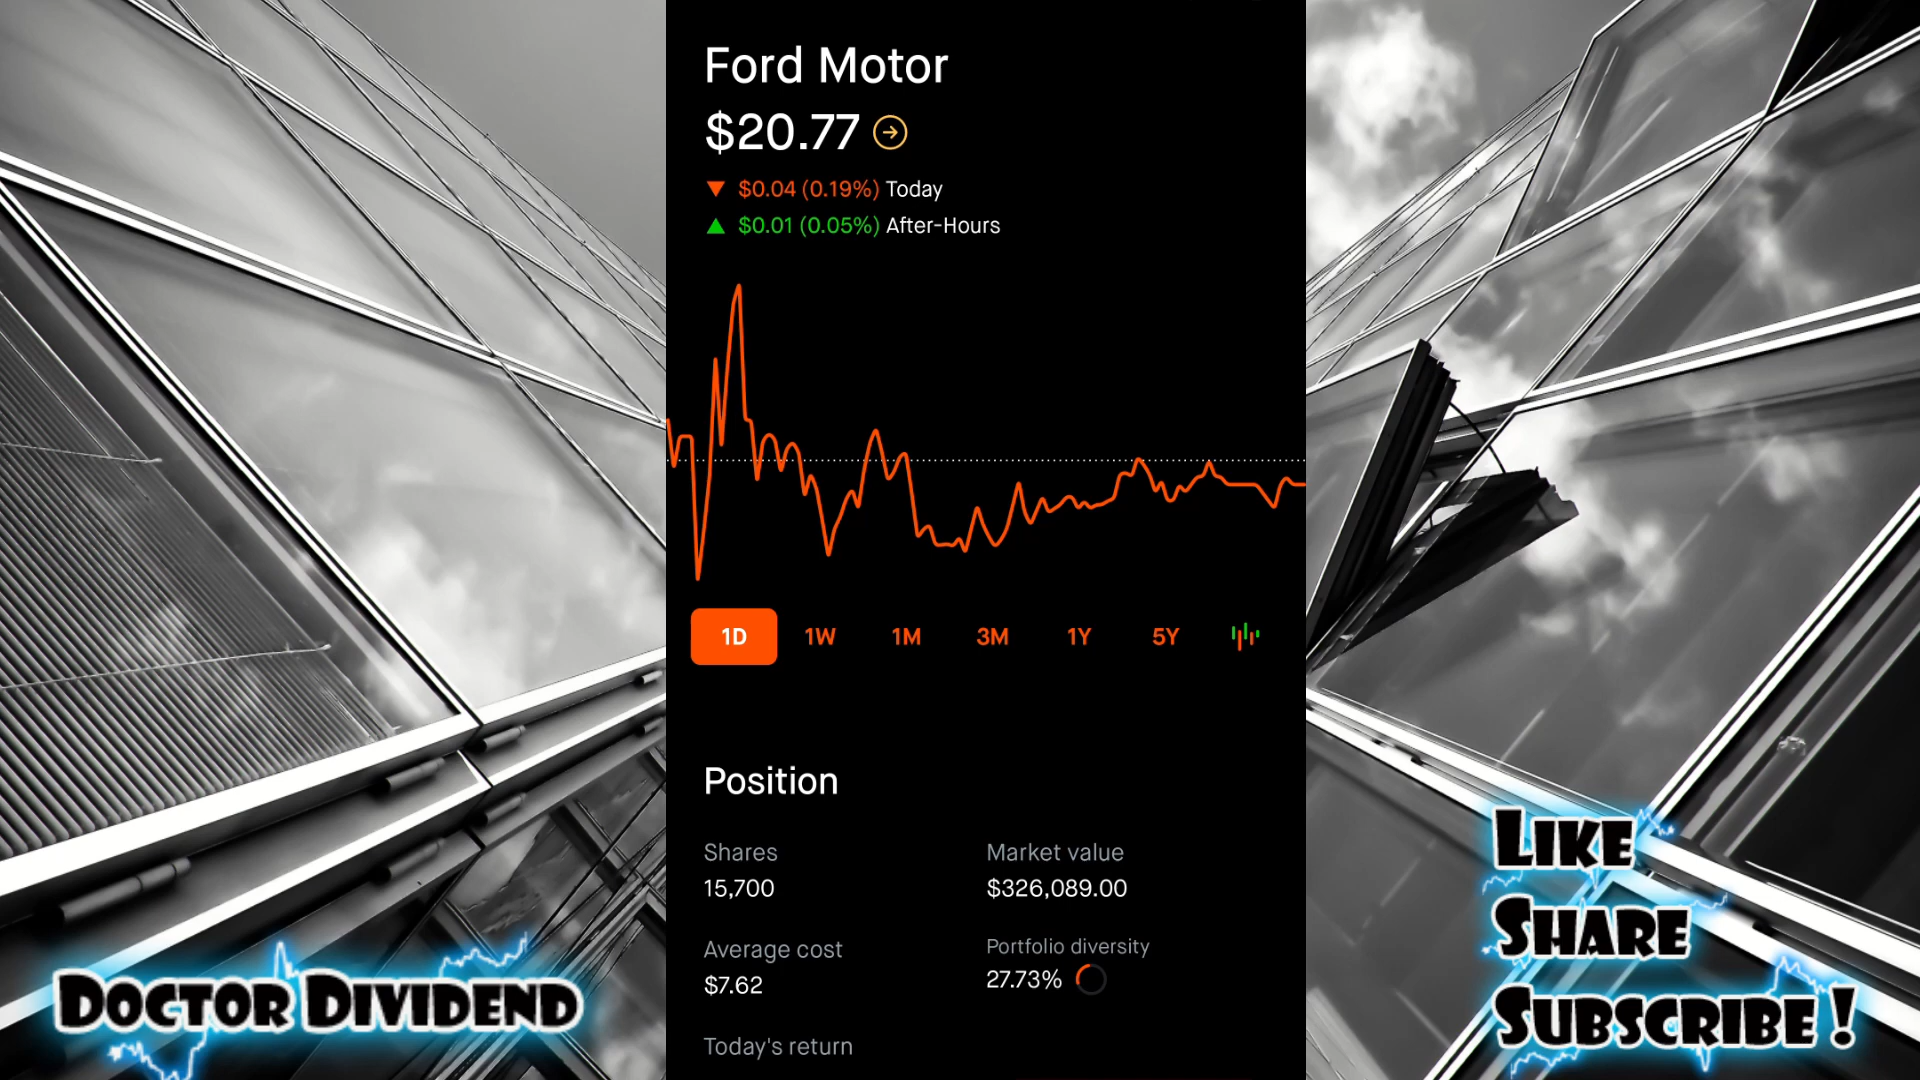 Ford Motor
$20.77
▼ $0.04 (0.19%) Today
▲ $0.01 (0.05%) After-Hours
1D 1W 1M 3M 1Y 5Y
Position
Shares
15,700
Market value
$326,089.00
Average cost
$7.62
Portfolio diversity
27.73%
Today's return
DOCTOR DIVIDEND
LIKE
SHARE
SUBSCRIBE !